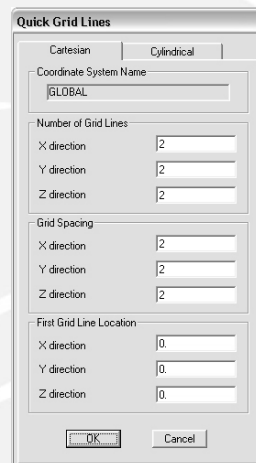 Quick Grid Lines
Cartesian
Cylindrical
Coordinate System Name
GLOBAL
Number of Grid Lines
X direction 2
Y direction 2
Z direction 2
Grid Spacing
X direction 2
Y direction 2
Z direction 2
First Grid Line Location
X direction 0.
Y direction 0.
Z direction 0.
OK
Cancel